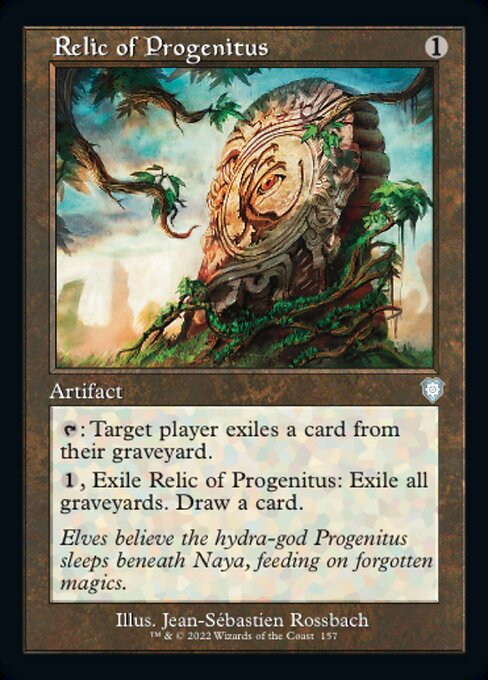 Relic of Progenitus 1
Artifact
: Target player exiles a card from
their graveyard.
1, Exile Relic of Progenitus: Exile all
graveyards. Draw a card.
Elves believe the hydra-god Progenitus
sleeps beneath Naya, feeding on forgotten
magics.
Illus. Jean-Sébastien Rossbach
™ & © 2022 Wizards of the Coast 157